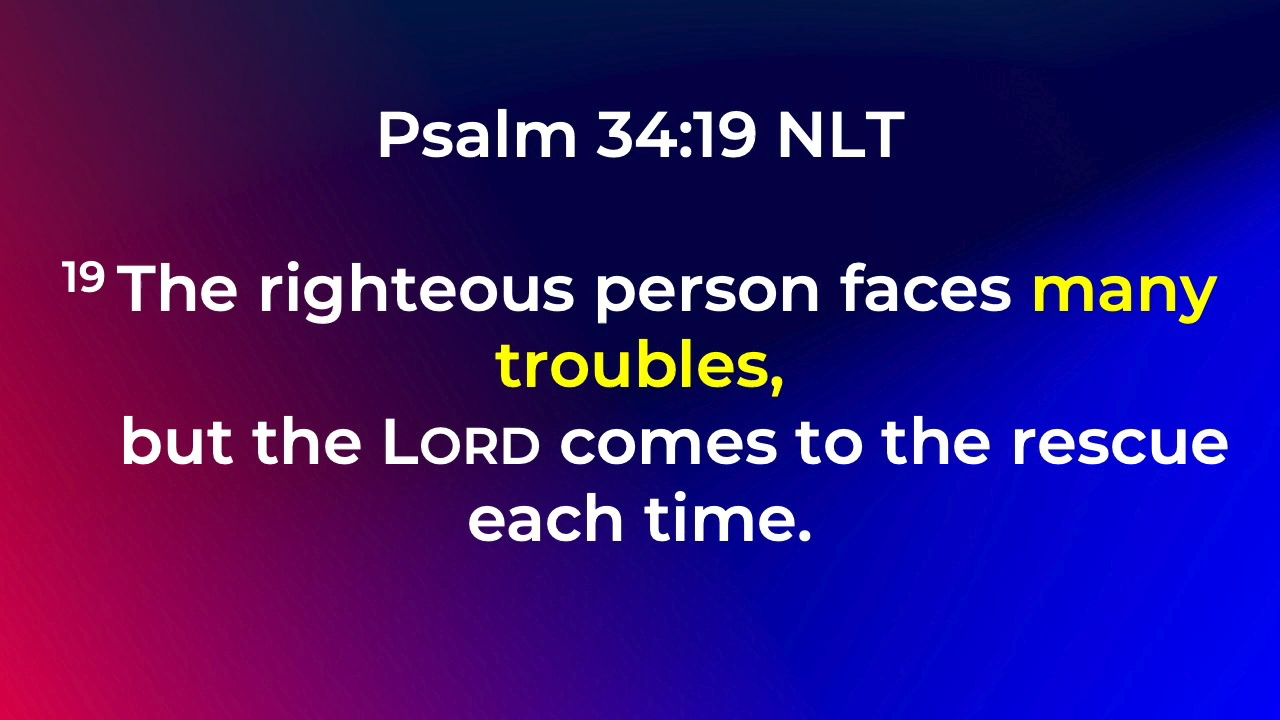 Psalm 34:19 NLT
19 The righteous person faces many
troubles,
but the LORD comes to the rescue
each time.